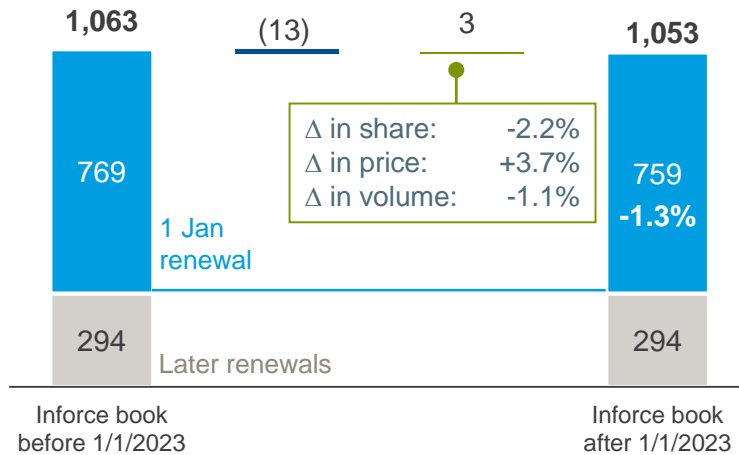 1,063
(13)
3
1,053
Δ in share: -2.2%
Δ in price: +3.7%
Δ in volume: -1.1%
769
759
-1.3%
1 Jan
renewal
294
Later renewals
294
Inforce book
before 1/1/2023
Inforce book
after 1/1/2023